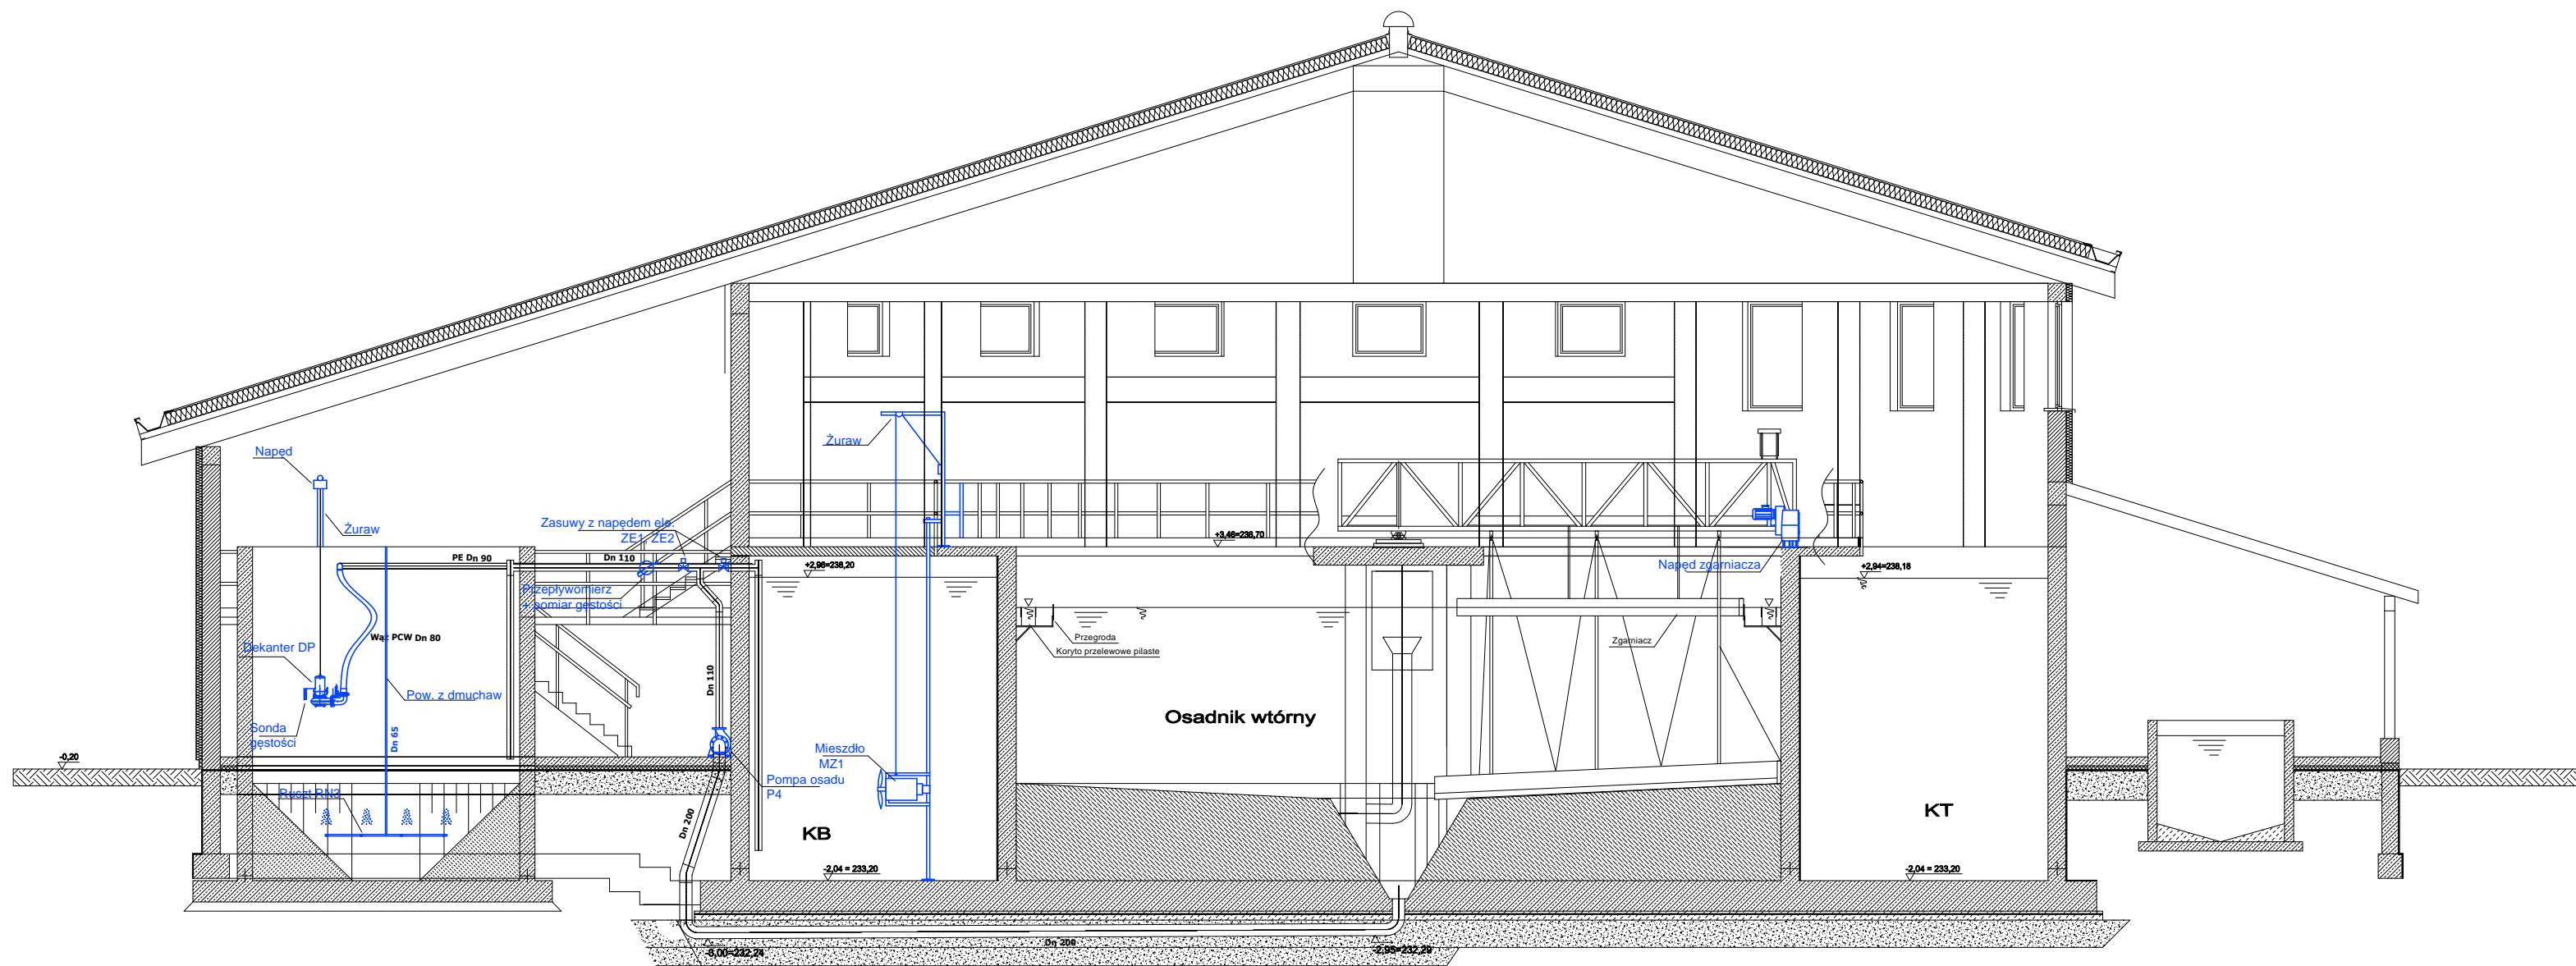 Napęd
Żuraw
Żuraw
Zasuwy z napędem ele.
ZE1, ZE2
PE Dn 90
Dn 110
+3,46=238,70
+2,96=238,20
Napęd zgarniacza
+2,94=238,18
Przepływomierz
+ pomiar gęstości
Wąż PCW Dn 80
Przegroda
Koryto przelewowe pilaste
Zgarniacz
Dekanter DP
Pow. z dmuchaw
Dn 110
Osadnik wtórny
Sonda
gęstości
Dn 65
-0,20
Mieszdło
MZ1
Pompa osadu
P4
Ruszt RN3
Dn 200
KB
KT
-2,04 = 233,20
-2,04 = 233,20
Dn 200
-3,00=232,24
-2,95=232,29